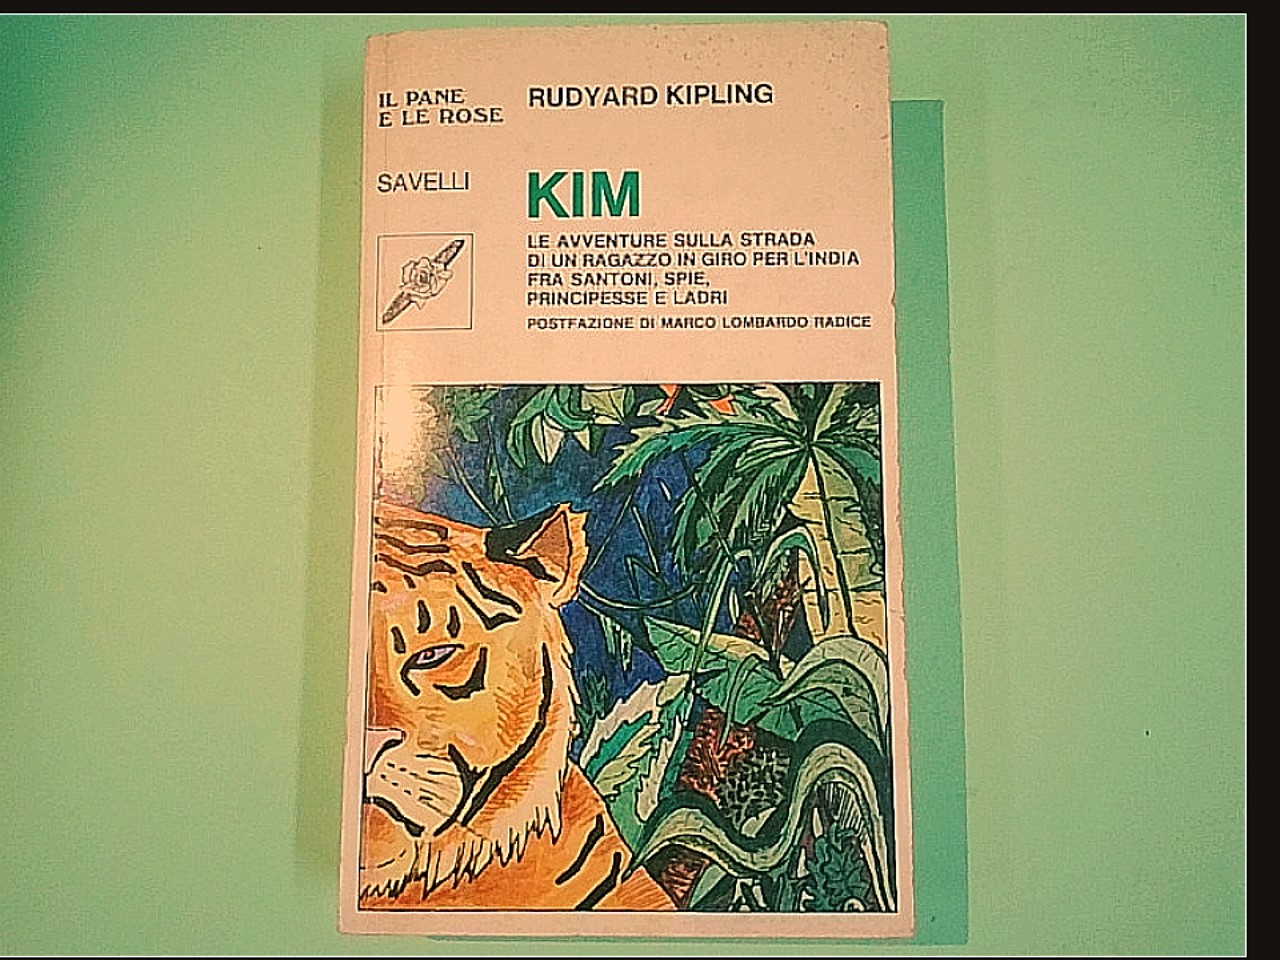 IL PANE
E LE ROSE
RUDYARD KIPLING
SAVELLI
KIM
LE AVVENTURE SULLA STRADA
DI UN RAGAZZO IN GIRO PER L'INDIA
FRA SANTONI, SPIE,
PRINCIPESSE E LADRI
POSTFAZIONE DI MARCO LOMBARDO RADICE